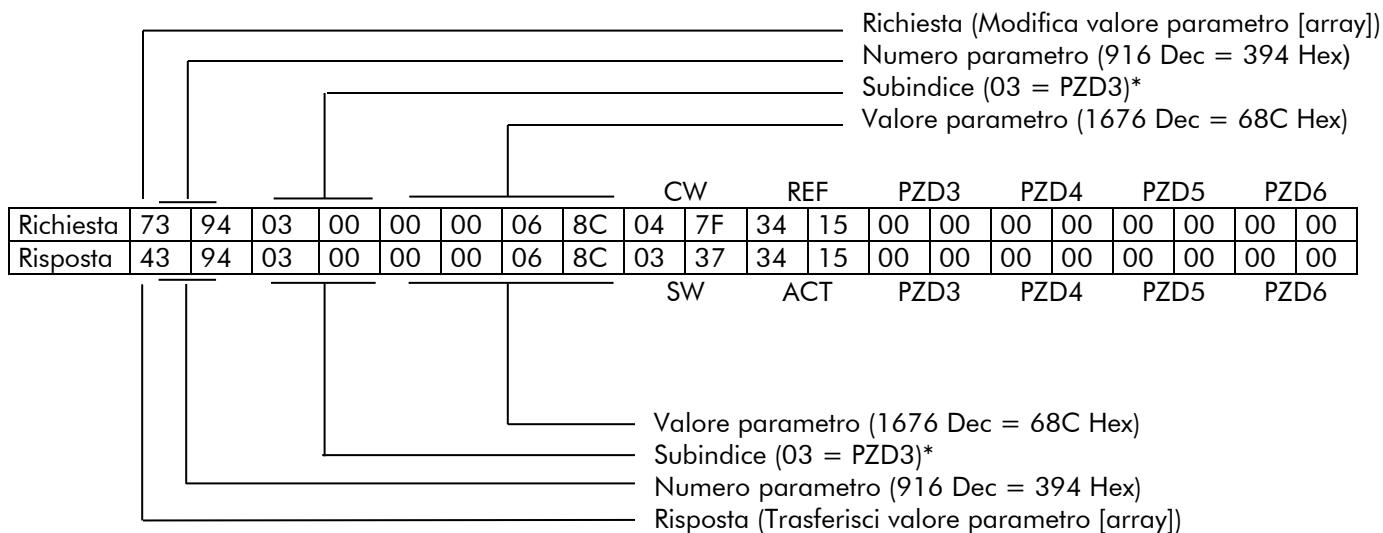 Richiesta (Modifica valore parametro [array])
Numero parametro (916 Dec = 394 Hex)
Subindice (03 = PZD3)*
Valore parametro (1676 Dec = 68C Hex)
CW REF PZD3 PZD4 PZD5 PZD6
Richiesta 73 94 03 00 00 00 06 8C 04 7F 34 15 00 00 00 00 00 00 00 00
Risposta 43 94 03 00 00 00 06 8C 03 37 34 15 00 00 00 00 00 00 00 00
SW ACT PZD3 PZD4 PZD5 PZD6
Valore parametro (1676 Dec = 68C Hex)
Subindice (03 = PZD3)*
Numero parametro (916 Dec = 394 Hex)
Risposta (Trasferisci valore parametro [array])